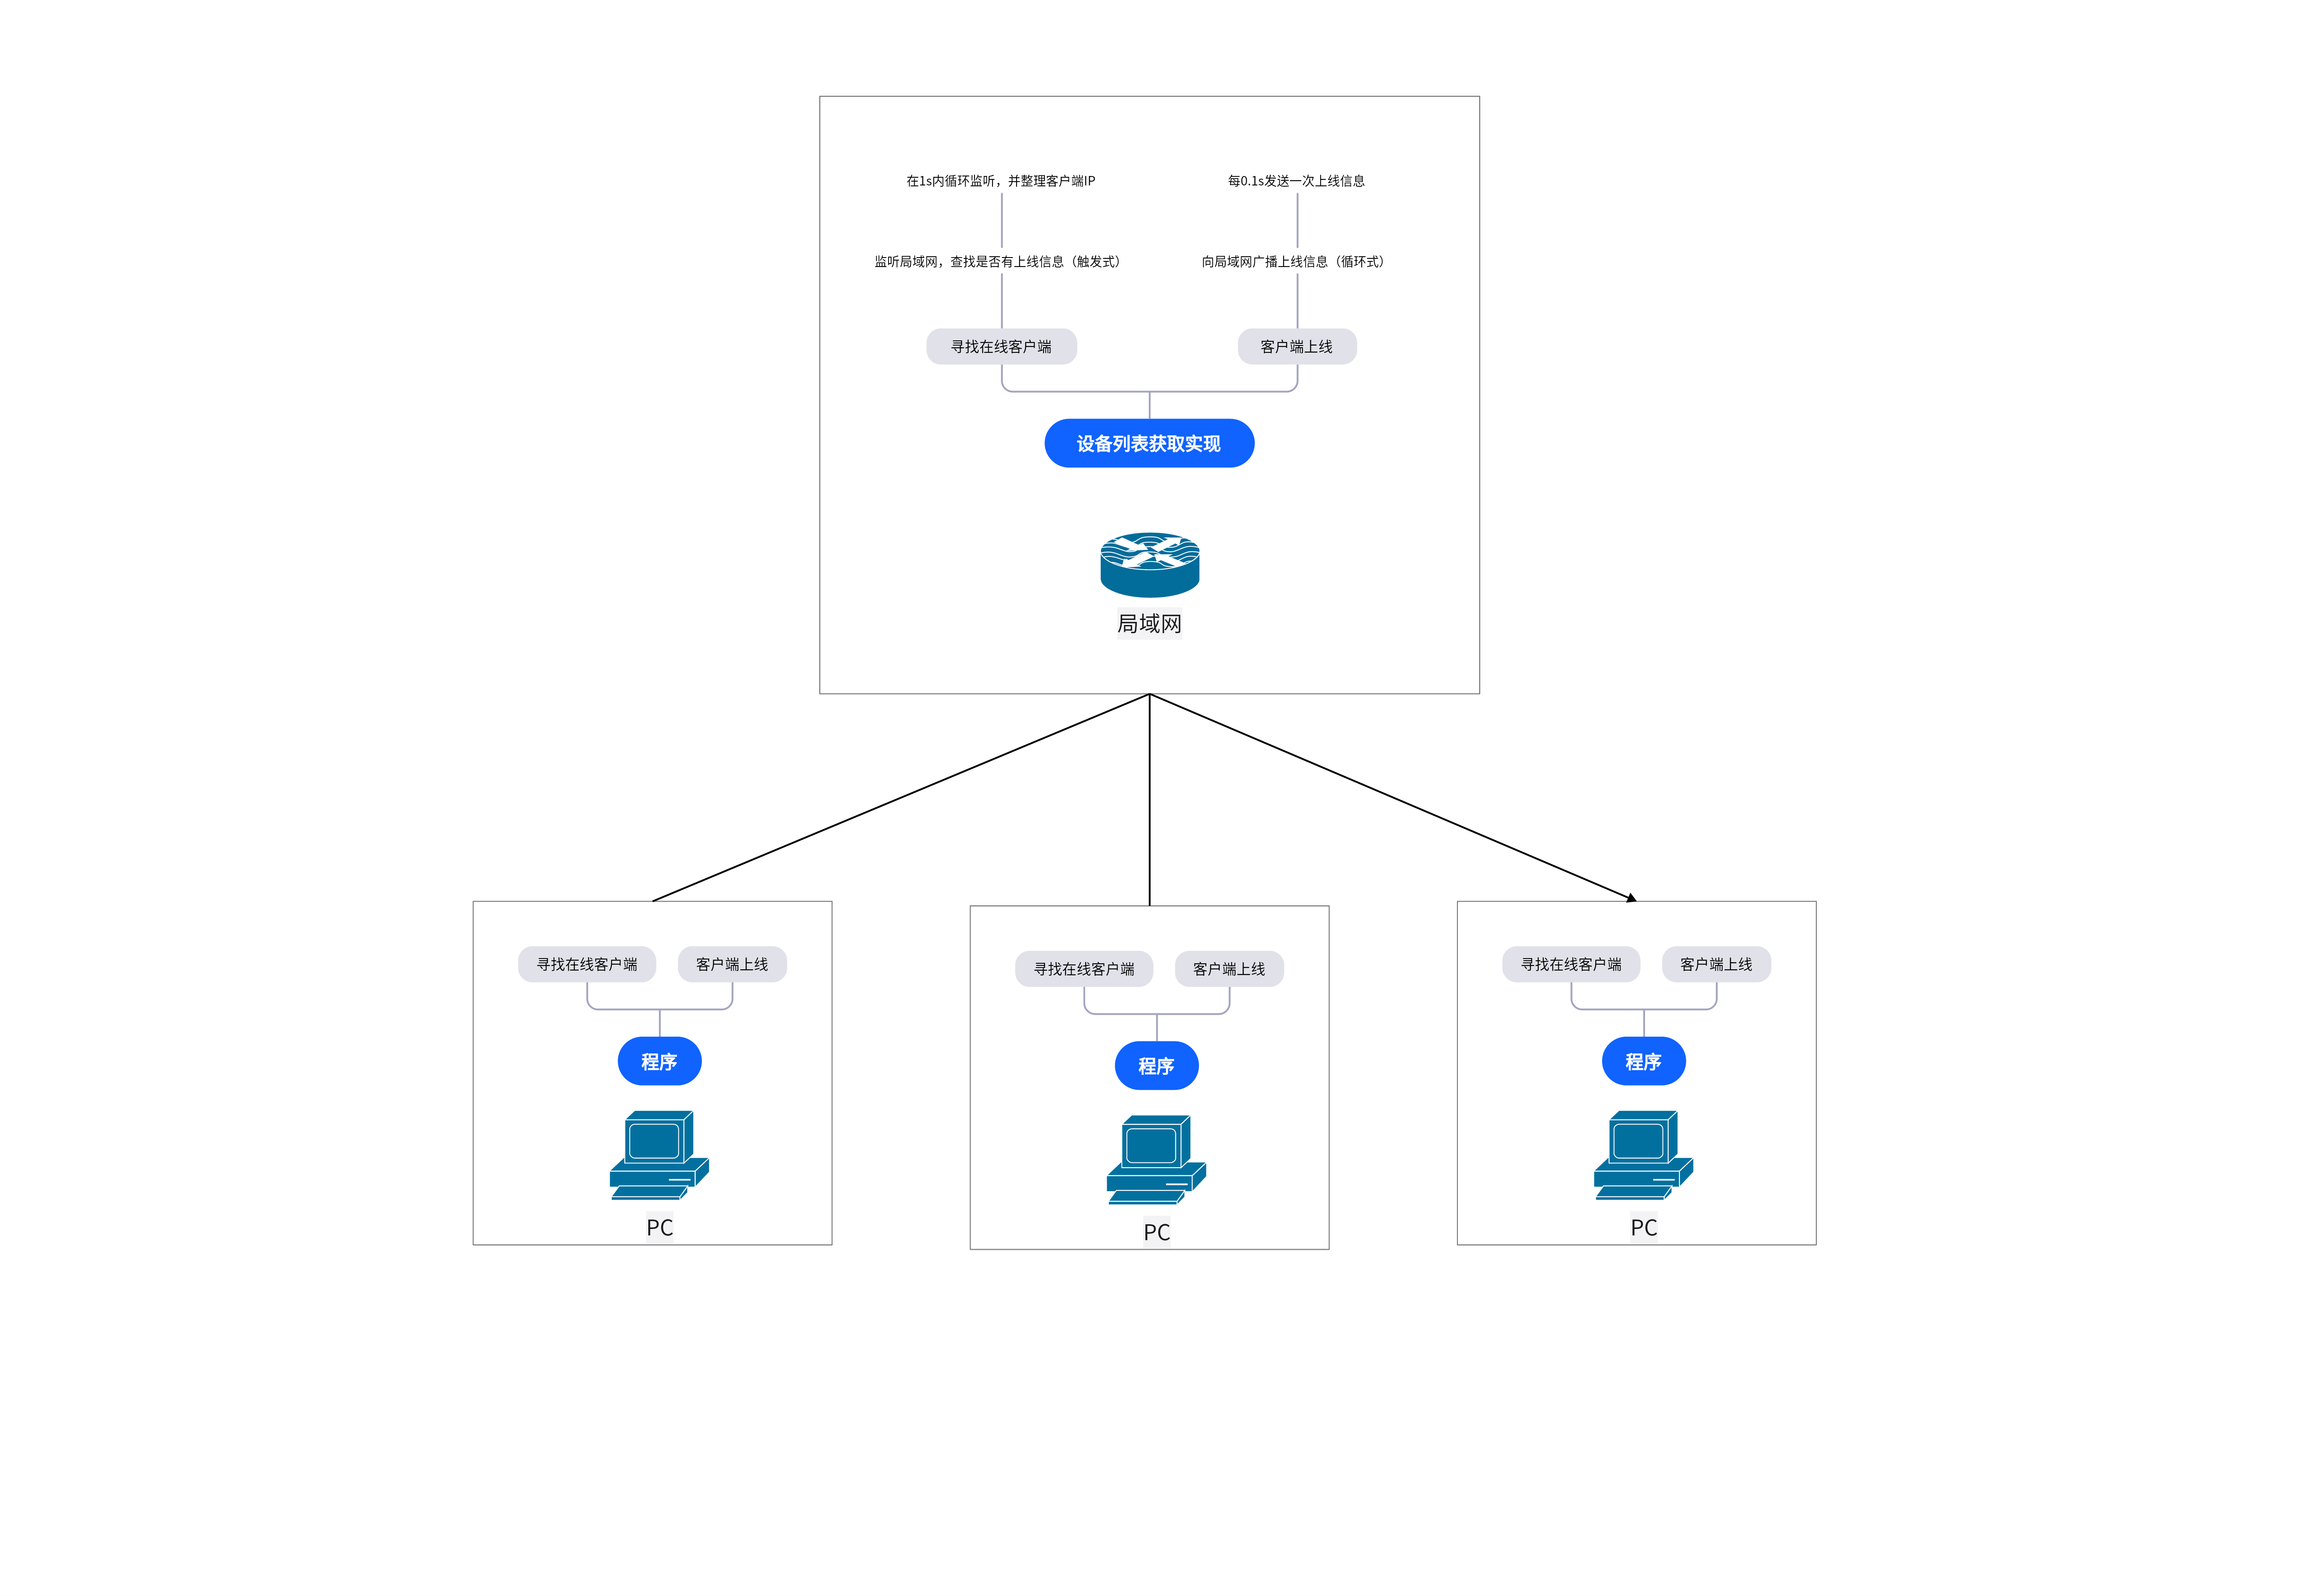 在1s内循环监听，并整理客户端IP
每0.1s发送一次上线信息
监听局域网，查找是否有上线信息（触发式）
向局域网广播上线信息（循环式）
寻找在线客户端
客户端上线
设备列表获取实现
局域网
寻找在线客户端
客户端上线
程序
PC
寻找在线客户端
客户端上线
程序
PC
寻找在线客户端
客户端上线
程序
PC